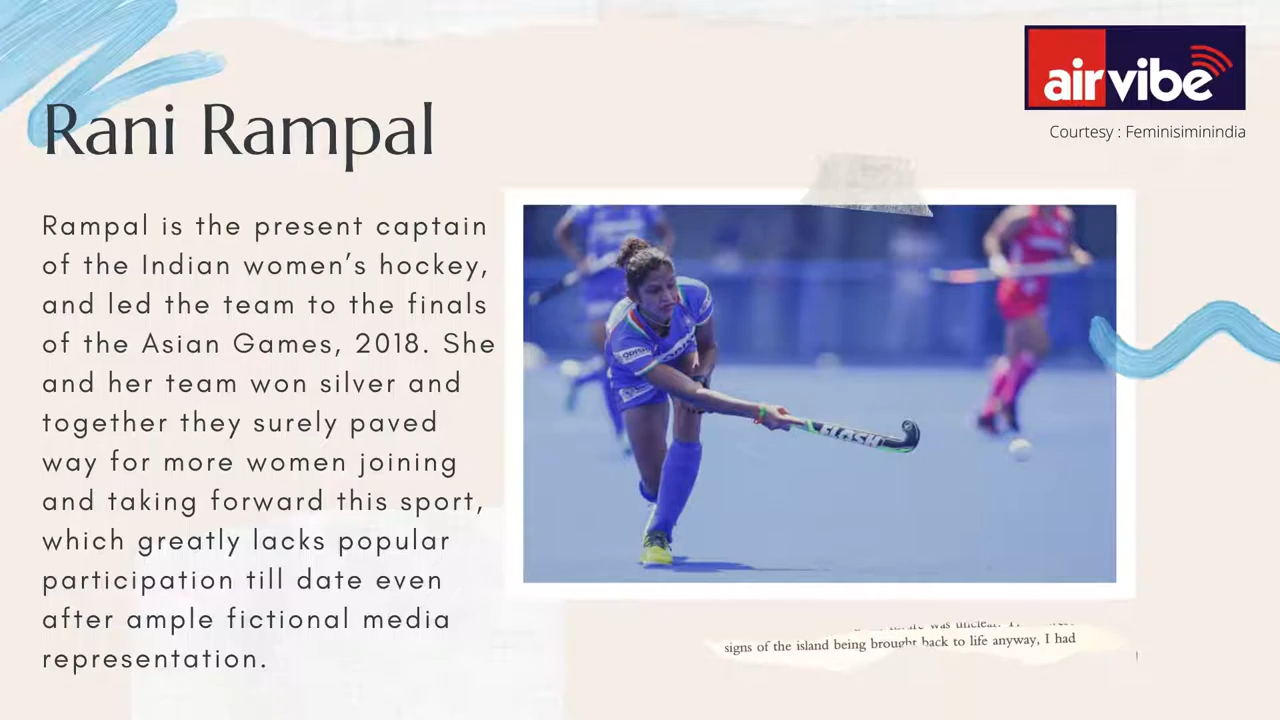 airvibe
Courtesy : Feminisiminindia
Rani Rampal
Rampal is the present captain
of the Indian women’s hockey,
and led the team to the finals
of the Asian Games, 2018. She
and her team won silver and
together they surely paved
way for more women joining
and taking forward this sport,
which greatly lacks popular
participation till date even
after ample fictional media
representation.
ODISHA
FLASH
was unclear.
signs of the island being brought back to life anyway, I had